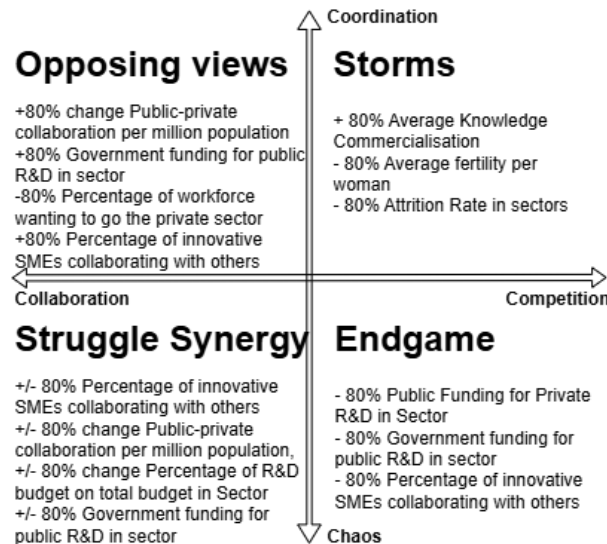 Coordination
Opposing views
+80% change Public-private
collaboration per million population
+80% Government funding for public
R&D in sector
-80% Percentage of workforce
wanting to go the private sector
+80% Percentage of innovative
SMEs collaborating with others
Storms
+ 80% Average Knowledge
Commercialisation
- 80% Average fertility per
woman
- 80% Attrition Rate in sectors
Collaboration
Competition
Struggle Synergy
+/- 80% Percentage of innovative
SMEs collaborating with others
+/- 80% change Public-private
collaboration per million population,
+/- 80% change Percentage of R&D
budget on total budget in Sector
+/- 80% Government funding for
public R&D in sector
Endgame
- 80% Public Funding for Private
R&D in Sector
- 80% Government funding for
public R&D in sector
- 80% Percentage of innovative
SMEs collaborating with others
Chaos